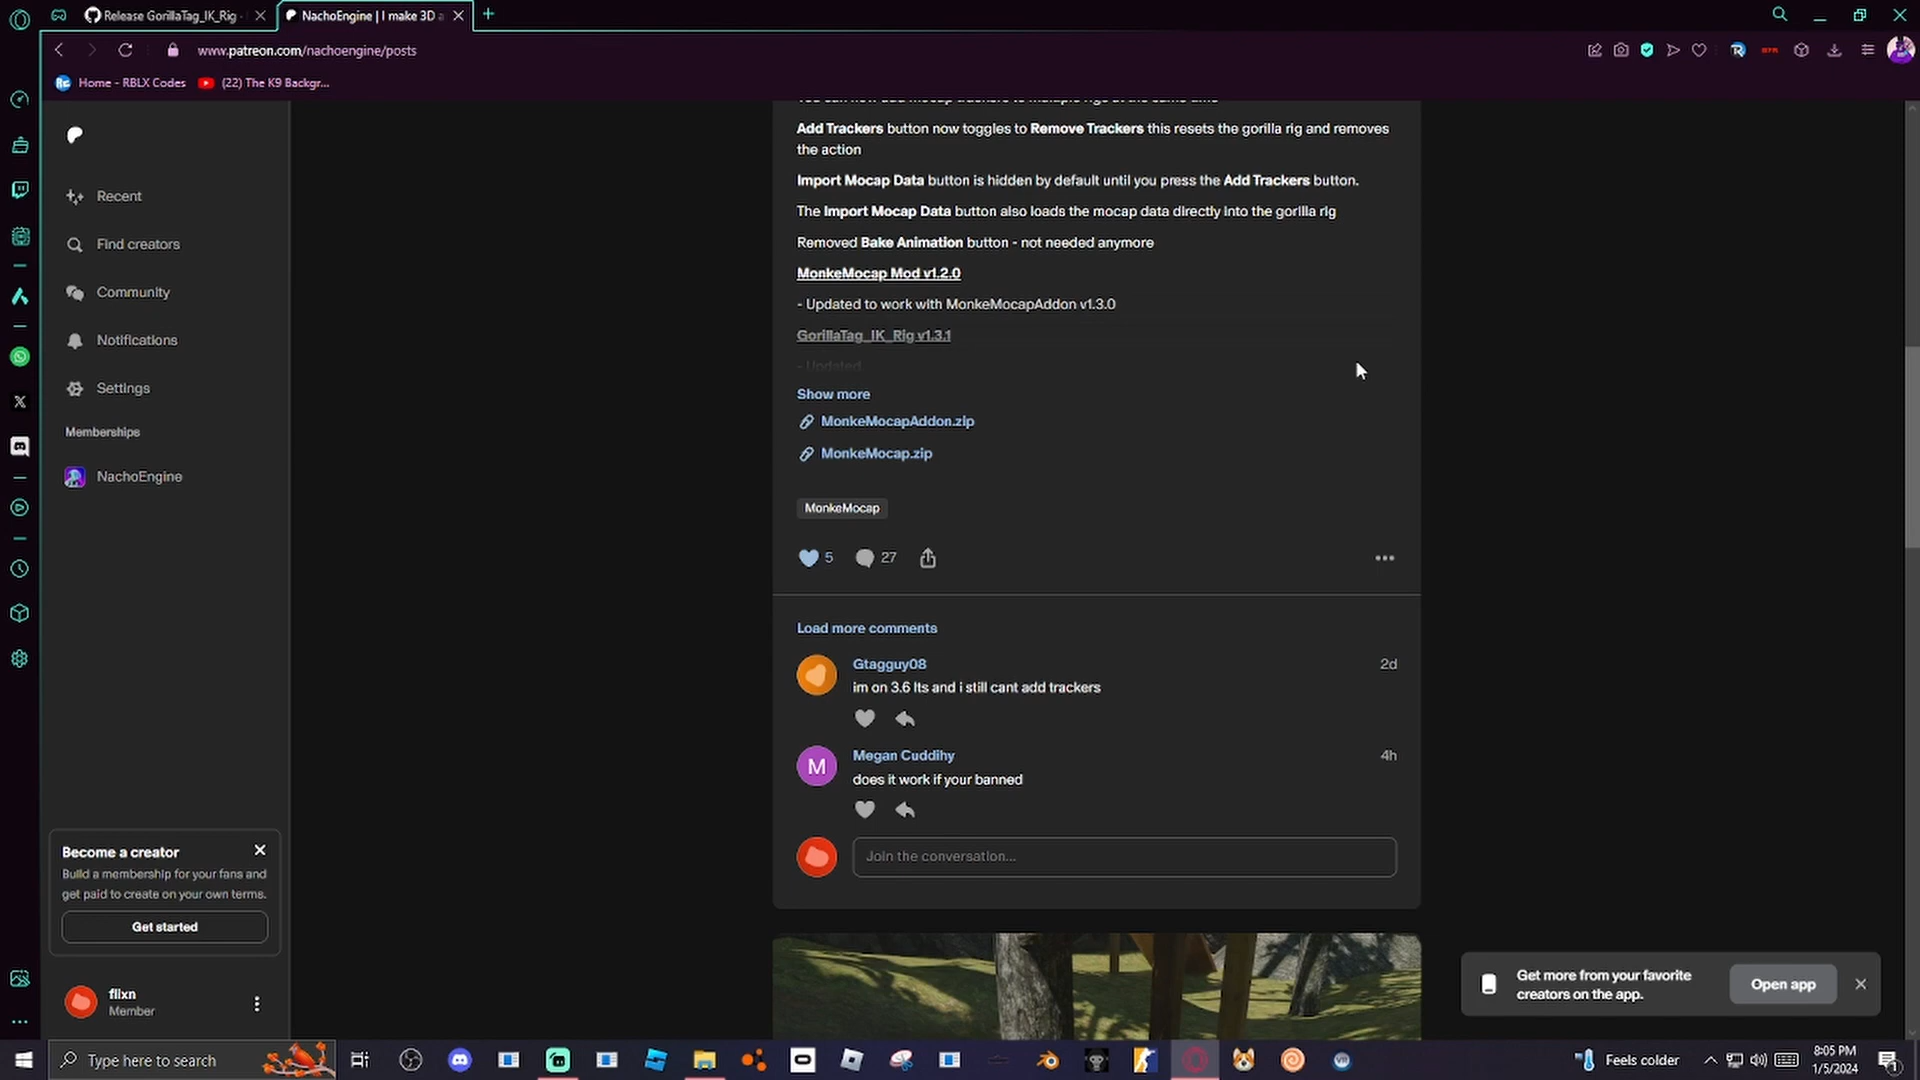 Release GorillaTag_IK_Rig
NachoEngine | I make 3D a
www.patreon.com/nachoengine/posts
Home - RBLX Codes
(22) The K9 Backgr...
Recent
Find creators
Community
Notifications
Settings
Memberships
NachoEngine
Add Trackers button now toggles to Remove Trackers this resets the gorilla rig and removes
the action
Import Mocap Data button is hidden by default until you press the Add Trackers button.
The Import Mocap Data button also loads the mocap data directly into the gorilla rig
Removed Bake Animation button - not needed anymore
MonkeMocap Mod v1.2.0
- Updated to work with MonkeMocapAddon v1.3.0
GorillaTag_IK_Rig v1.3.1
- Updated
Show more
MonkeMocapAddon.zip
MonkeMocap.zip
MonkeMocap
5
27
Load more comments
Gtagguy08
2d
im on 3.6 lts and i still cant add trackers
M
Megan Cuddihy
4h
does it work if your banned
Join the conversation...
Become a creator
Build a membership for your fans and
get paid to create on your own terms.
Get started
flixn
Member
Get more from your favorite
creators on the app.
Open app
Type here to search
Feels colder
8:05 PM
1/5/2024
1